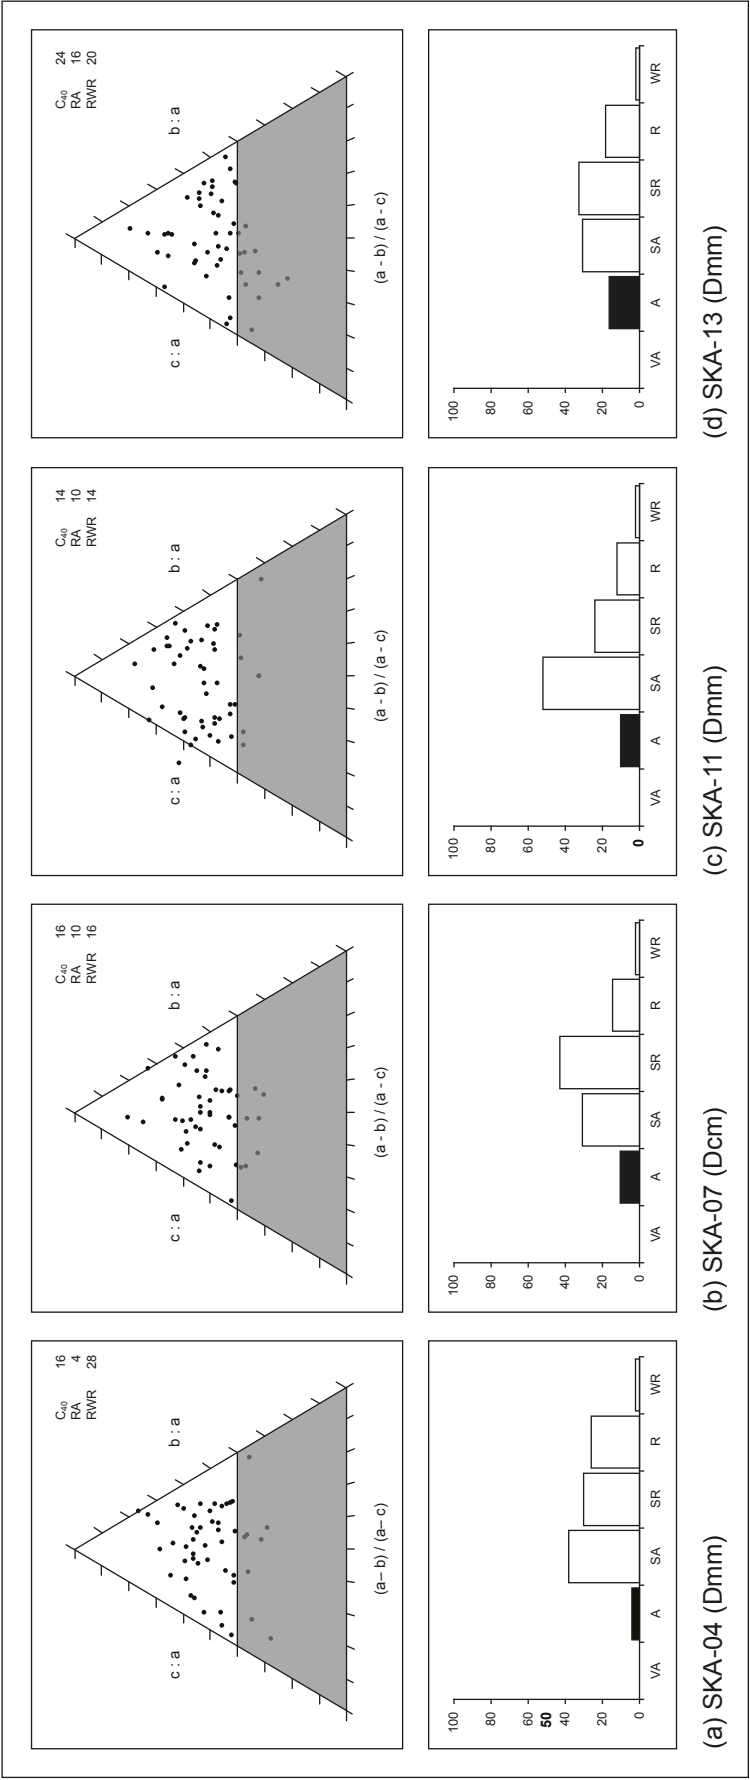 C₄₀ 16
RA 4
RWR 28
c : a
b : a
(a– b) / (a– c)
100
80
60
50
40
20
0
VA A SA SR R WR
(a) SKA-04 (Dmm)
C₄₀ 16
RA 10
RWR 16
c : a
b : a
(a - b) / (a - c)
100
80
60
40
20
0
VA A SA SR R WR
(b) SKA-07 (Dcm)
C₄₀ 14
RA 10
RWR 14
c : a
b : a
(a - b) / (a - c)
100
80
60
40
20
0
VA A SA SR R WR
(c) SKA-11 (Dmm)
C₄₀ 24
RA 16
RWR 20
c : a
b : a
(a - b) / (a - c)
100
80
60
40
20
0
VA A SA SR R WR
(d) SKA-13 (Dmm)